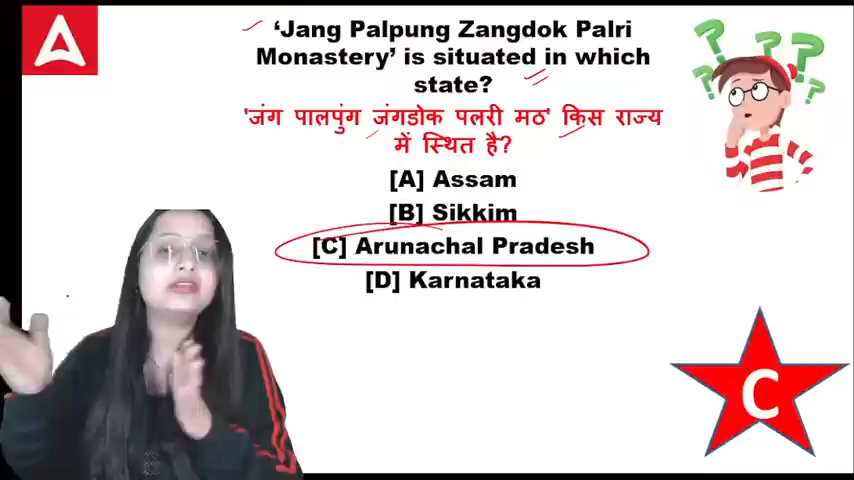 ‘Jang Palpung Zangdok Palri
Monastery’ is situated in which
state?
'जंग पालपुंग जंगडोक पलरी मठ' किस राज्य
में स्थित है?
[A] Assam
[B] Sikkim
[C] Arunachal Pradesh
[D] Karnataka
C